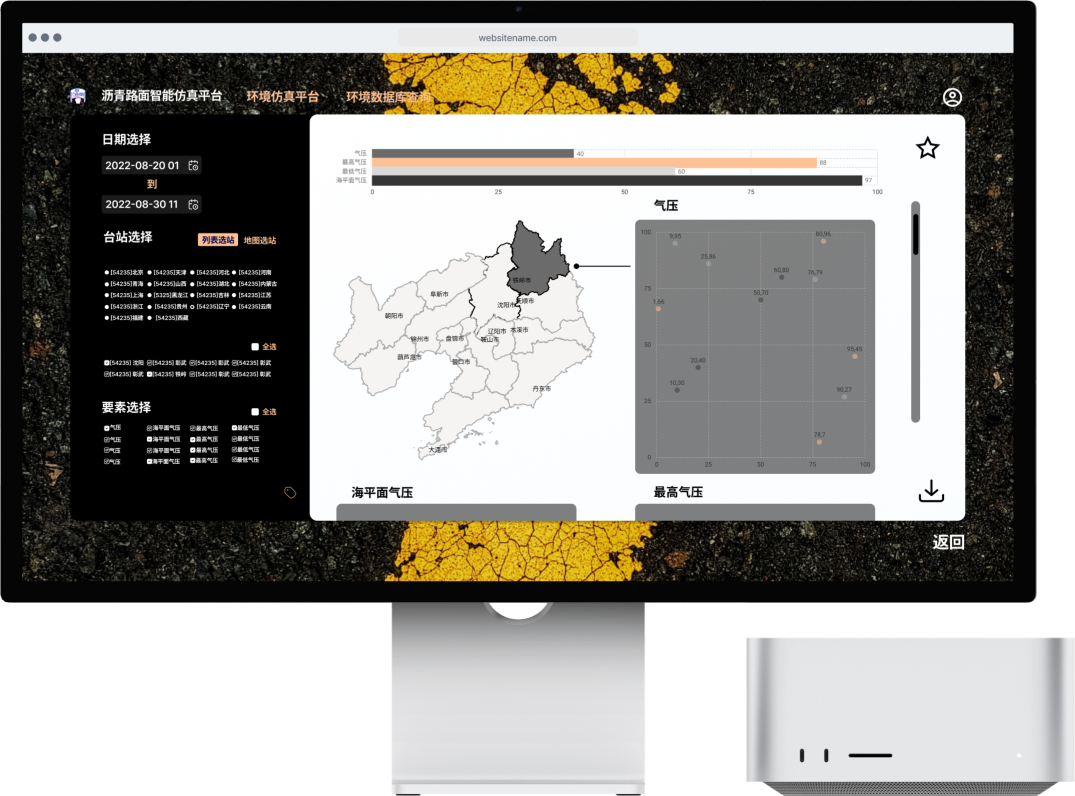 websitename.com
沥青路面智能仿真平台 环境仿真平台 环境数据库查询
日期选择
2022-08-20 01
到
2022-08-30 11
台站选择 列表选站 地图选站
[54235]北京 [54235]天津 [54235]河北 [54235]河南
[54235]青海 [54235]山西 [54235]湖北 [54235]内蒙古
[54235]上海 [5325]黑龙江 [54235]吉林 [54235]江苏
[54235]浙江 [54235]贵州 [54235]辽宁 [54235]云南
[54235]福建 [54235]西藏
全选
[54235] 沈阳 [54235] 彰武 [54235] 彰武 [54235] 彰武
[54235] 彰武 [54235] 铁岭 [54235] 彰武 [54235] 彰武
要素选择
全选
气压 海平面气压 最高气压 最低气压
气压 海平面气压 最高气压 最低气压
气压 海平面气压 最高气压 最低气压
气压 海平面气压 最高气压 最低气压
气压 40
最高气压 88
最低气压 60
海平面气压 97
0 25 50 75 100
铁岭市
阜新市
沈阳市
抚顺市
朝阳市
锦州市
盘锦市
辽阳市
本溪市
鞍山市
葫芦岛市
营口市
丹东市
大连市
气压
100
75
50
25
0
0 25 50 75 100
9,95
80,96
25,86
60,80
76,79
50,70
1,66
95,45
20,40
10,30
90,27
78,7
海平面气压
最高气压
返回